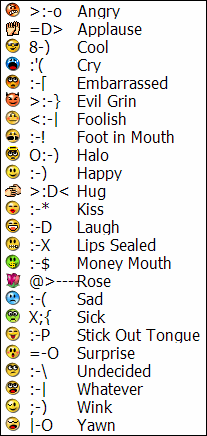 >:-o Angry
=D> Applause
8-) Cool
:'( Cry
:-[ Embarrassed
>:-} Evil Grin
<:-| Foolish
:-! Foot in Mouth
O:-) Halo
:-) Happy
>:D< Hug
:-* Kiss
:-D Laugh
:-X Lips Sealed
:-$ Money Mouth
@>---- Rose
:-( Sad
X;{ Sick
:-P Stick Out Tongue
=-O Surprise
:-\ Undecided
:-| Whatever
;-) Wink
|-O Yawn